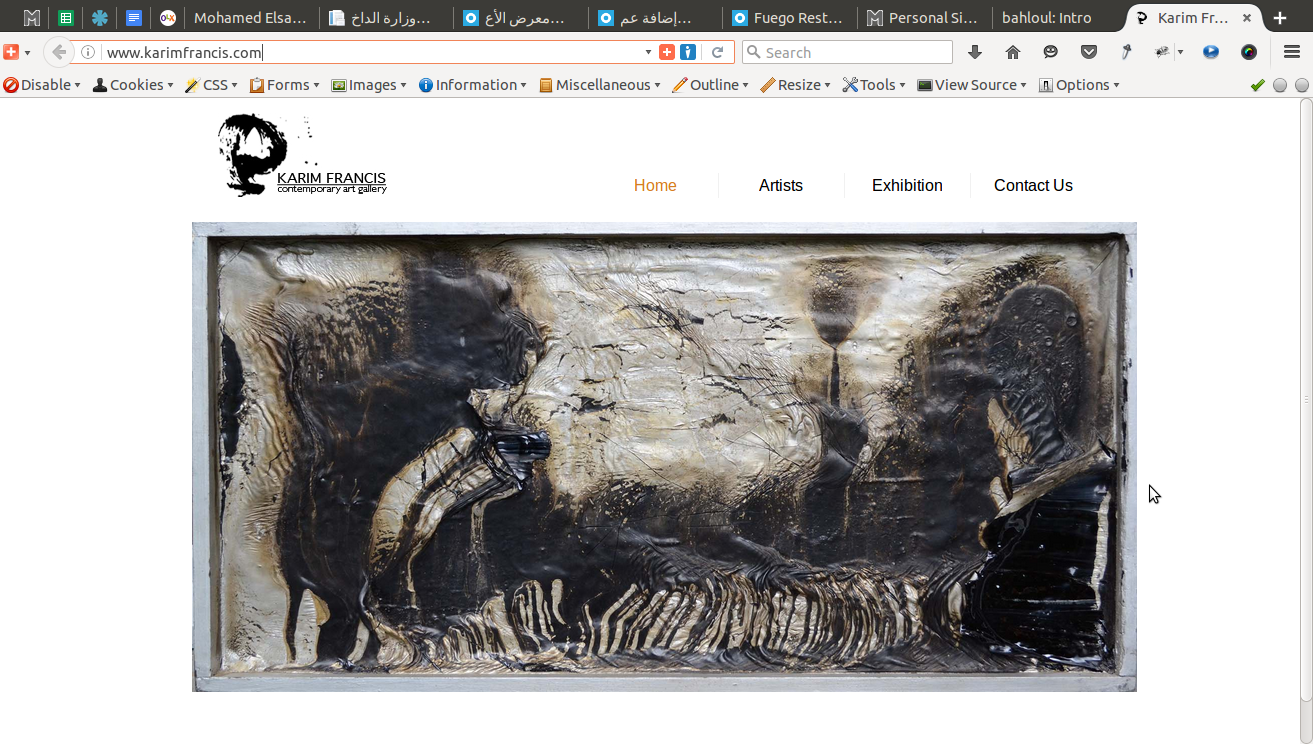 Mohamed Elsa...
وزارة الداخ...
معرض الأع...
إضافة عم...
Fuego Rest...
Personal Si...
bahloul: Intro
Karim Fr...
www.karimfrancis.com
Search
Disable
Cookies
CSS
Forms
Images
Information
Miscellaneous
Outline
Resize
Tools
View Source
Options
KARIM FRANCIS
contemporary art gallery
Home
Artists
Exhibition
Contact Us